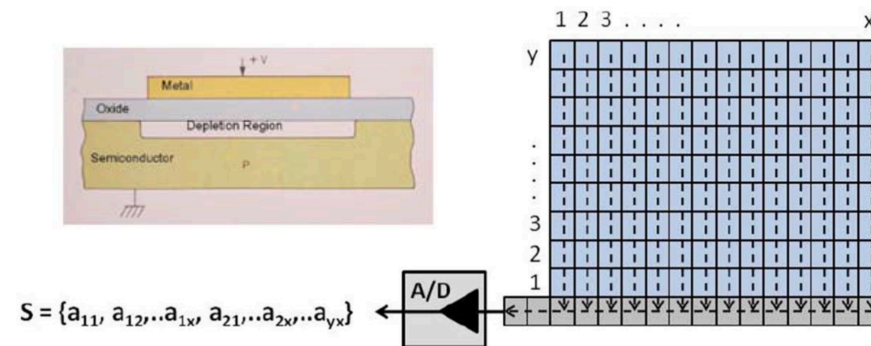 1 2 3 . . . . x
y
+ V
Metal
Oxide
Depletion Region
Semiconductor
P
.
.
.
3
2
1
A/D
S = {a11, a12,..a1x, a21,..a2x,..ayx}